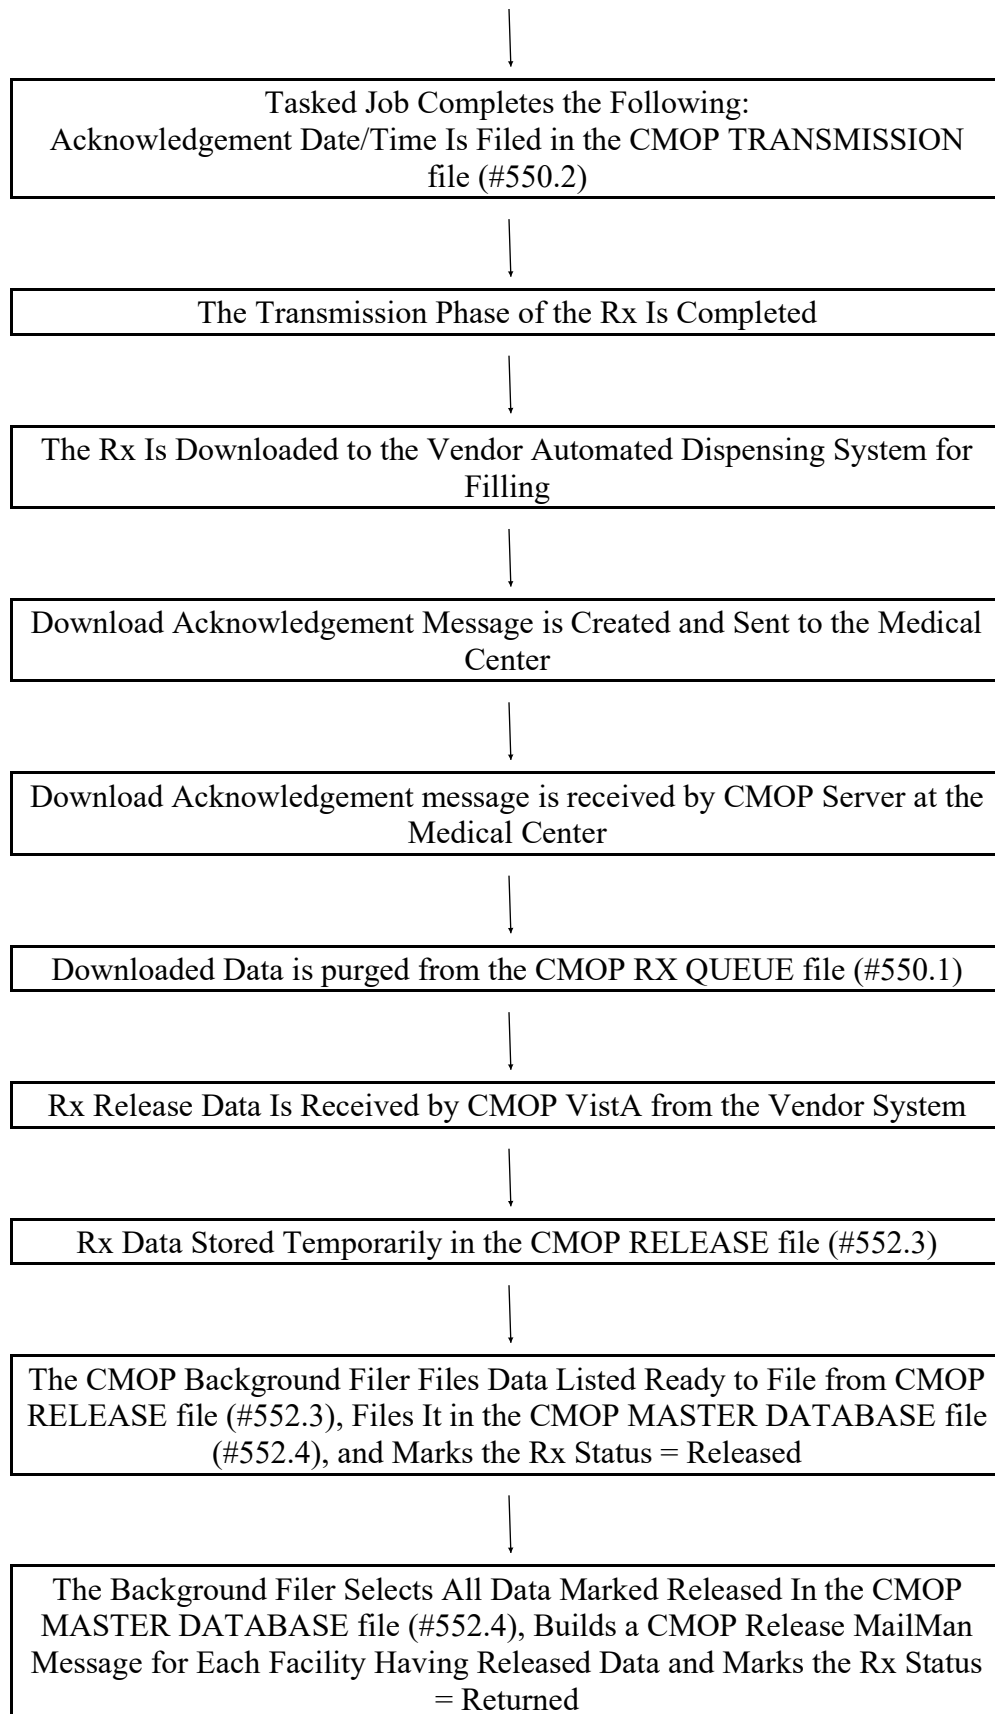 Tasked Job Completes the Following:
Acknowledgement Date/Time Is Filed in the CMOP TRANSMISSION
file (#550.2)
The Transmission Phase of the Rx Is Completed
The Rx Is Downloaded to the Vendor Automated Dispensing System for
Filling
Download Acknowledgement Message is Created and Sent to the Medical
Center
Download Acknowledgement message is received by CMOP Server at the
Medical Center
Downloaded Data is purged from the CMOP RX QUEUE file (#550.1)
Rx Release Data Is Received by CMOP VistA from the Vendor System
Rx Data Stored Temporarily in the CMOP RELEASE file (#552.3)
The CMOP Background Filer Files Data Listed Ready to File from CMOP
RELEASE file (#552.3), Files It in the CMOP MASTER DATABASE file
(#552.4), and Marks the Rx Status = Released
The Background Filer Selects All Data Marked Released In the CMOP
MASTER DATABASE file (#552.4), Builds a CMOP Release MailMan
Message for Each Facility Having Released Data and Marks the Rx Status
= Returned